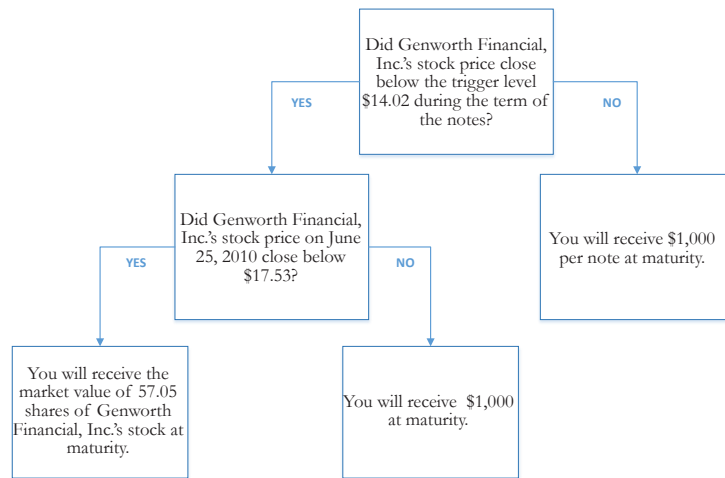 Did Genworth Financial,
Inc.'s stock price close
below the trigger level
$14.02 during the term of
the notes?
YES
NO
Did Genworth Financial,
Inc.'s stock price on June
25, 2010 close below
$17.53?
You will receive $1,000
per note at maturity.
YES
NO
You will receive the
market value of 57.05
shares of Genworth
Financial, Inc.'s stock at
maturity.
You will receive $1,000
at maturity.